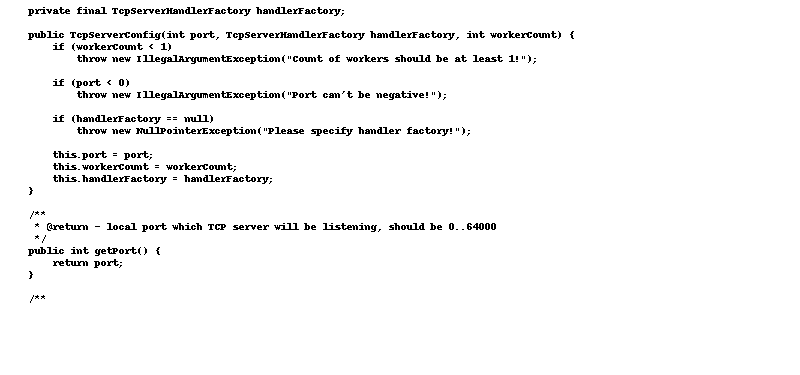 private final TcpServerHandlerFactory handlerFactory;
public TcpServerConfig(int port, TcpServerHandlerFactory handlerFactory, int workerCount) {
if (workerCount < 1)
throw new IllegalArgumentException("Count of workers should be at least 1!");
if (port < 0)
throw new IllegalArgumentException("Port can't be negative!");
if (handlerFactory == null)
throw new NullPointerException("Please specify handler factory!");
this.port = port;
this.workerCount = workerCount;
this.handlerFactory = handlerFactory;
}
/**
* @return - local port which TCP server will be listening, should be 0..64000
*/
public int getPort() {
return port;
}
/**